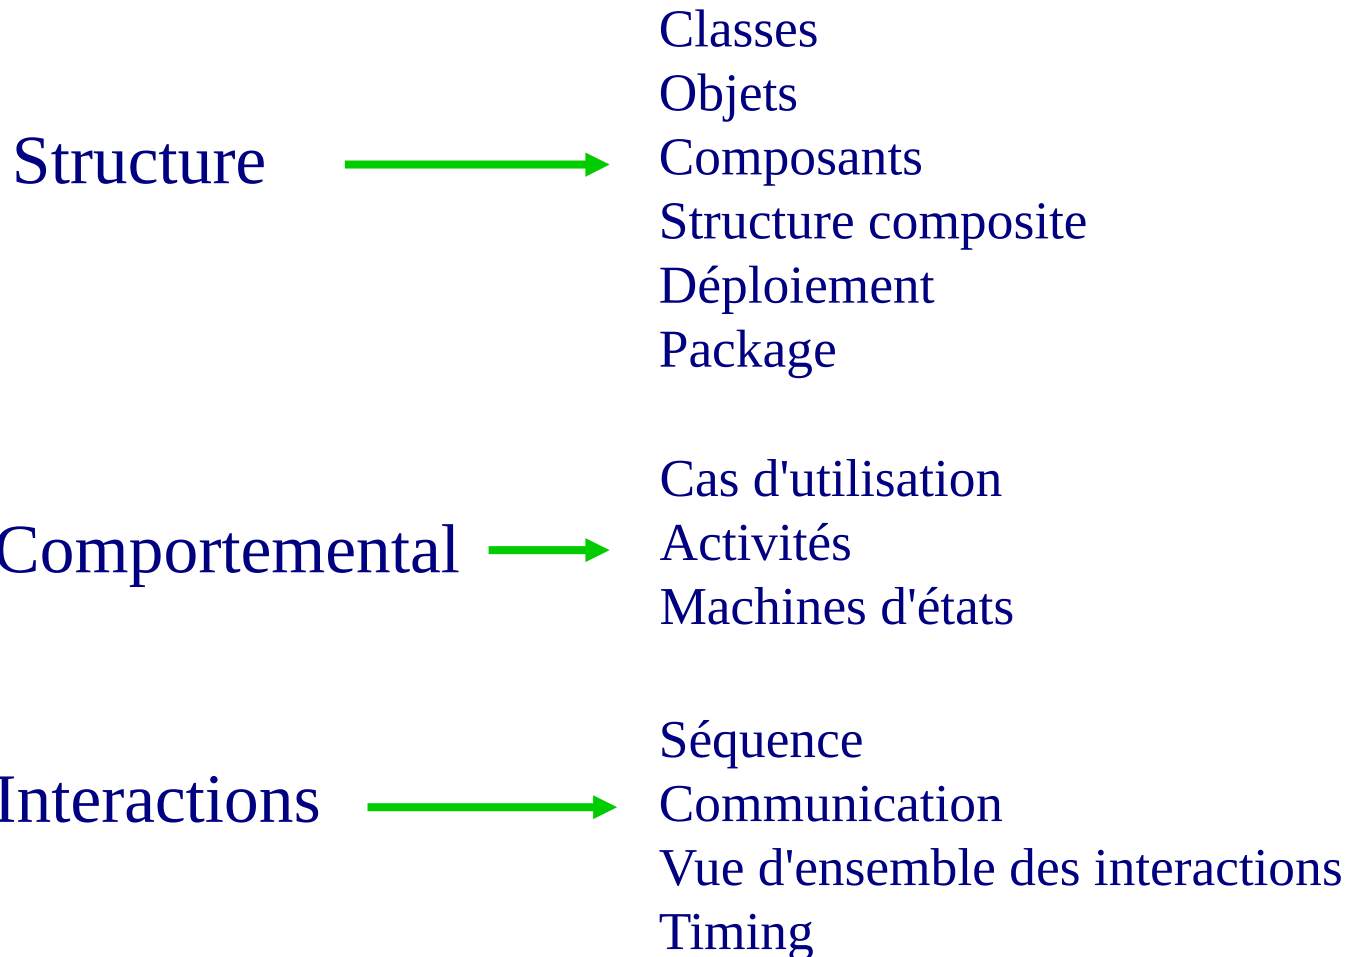 Structure
Classes
Objets
Composants
Structure composite
Déploiement
Package
Comportemental
Cas d'utilisation
Activités
Machines d'états
Interactions
Séquence
Communication
Vue d'ensemble des interactions
Timing